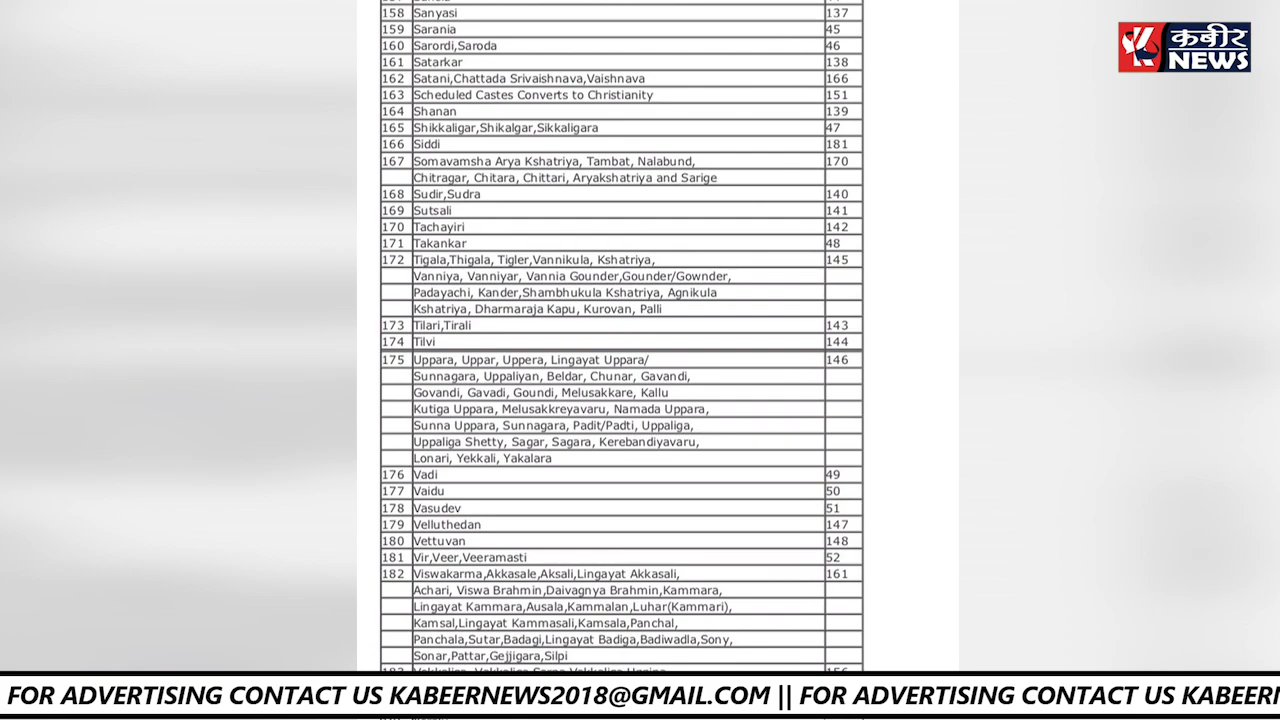 158 Sanyasi 137
159 Sarania 45
160 Sarordi,Saroda 46
161 Satarkar 138
162 Satani,Chattada Srivaishnava,Vaishnava 166
163 Scheduled Castes Converts to Christianity 151
164 Shanan 139
165 Shikkaligar,Shikalgar,Sikkaligara 47
166 Siddi 181
167 Somavamsha Arya Kshatriya, Tambat, Nalabund, 170
Chitragar, Chitara, Chittari, Aryakshatriya and Sarige
168 Sudir,Sudra 140
169 Sutsali 141
170 Tachayiri 142
171 Takankar 48
172 Tigala,Thigala, Tigler,Vannikula, Kshatriya, 145
Vanniya, Vanniyar, Vannia Gounder,Gounder/Gownder,
Padayachi, Kander,Shambhukula Kshatriya, Agnikula
Kshatriya, Dharmaraja Kapu, Kurovan, Palli
173 Tilari,Tirali 143
174 Tilvi 144
175 Uppara, Uppar, Uppera, Lingayat Uppara/ 146
Sunnagara, Uppaliyan, Beldar, Chunar, Gavandi,
Govandi, Gavadi, Goundi, Melusakkare, Kallu
Kutiga Uppara, Melusakkreyavaru, Namada Uppara,
Sunna Uppara, Sunnagara, Padit/Padti, Uppaliga,
Uppaliga Shetty, Sagar, Sagara, Kerebandiyavaru,
Lonari, Yekkali, Yakalara
176 Vadi 49
177 Vaidu 50
178 Vasudev 51
179 Velluthedan 147
180 Vettuvan 148
181 Vir,Veer,Veeramasti 52
182 Viswakarma,Akkasale,Aksali,Lingayat Akkasali, 161
Achari, Viswa Brahmin,Daivagnya Brahmin,Kammara,
Lingayat Kammara,Ausala,Kammalan,Luhar(Kammari),
Kamsal,Lingayat Kammasali,Kamsala,Panchal,
Panchala,Sutar,Badagi,Lingayat Badiga,Badiwadla,Sony,
Sonar,Pattar,Gejjigara,Silpi
कबीर
NEWS
FOR ADVERTISING CONTACT US KABEERNEWS2018@GMAIL.COM || FOR ADVERTISING CONTACT US KABEER